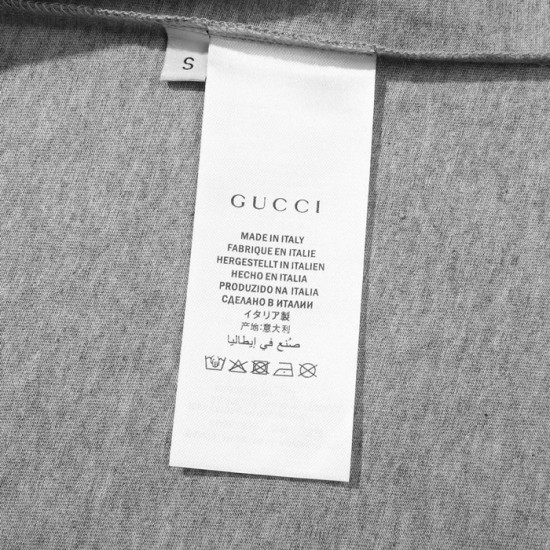 S
GUCCI
MADE IN ITALY
FABRIQUE EN ITALIE
HERGESTELLT IN ITALIEN
HECHO EN ITALIA
PRODUZIDO NA ITALIA
СДЕЛАНО В ИТАЛИИ
イタリア製
产地:意大利
صُنع في إيطاليا